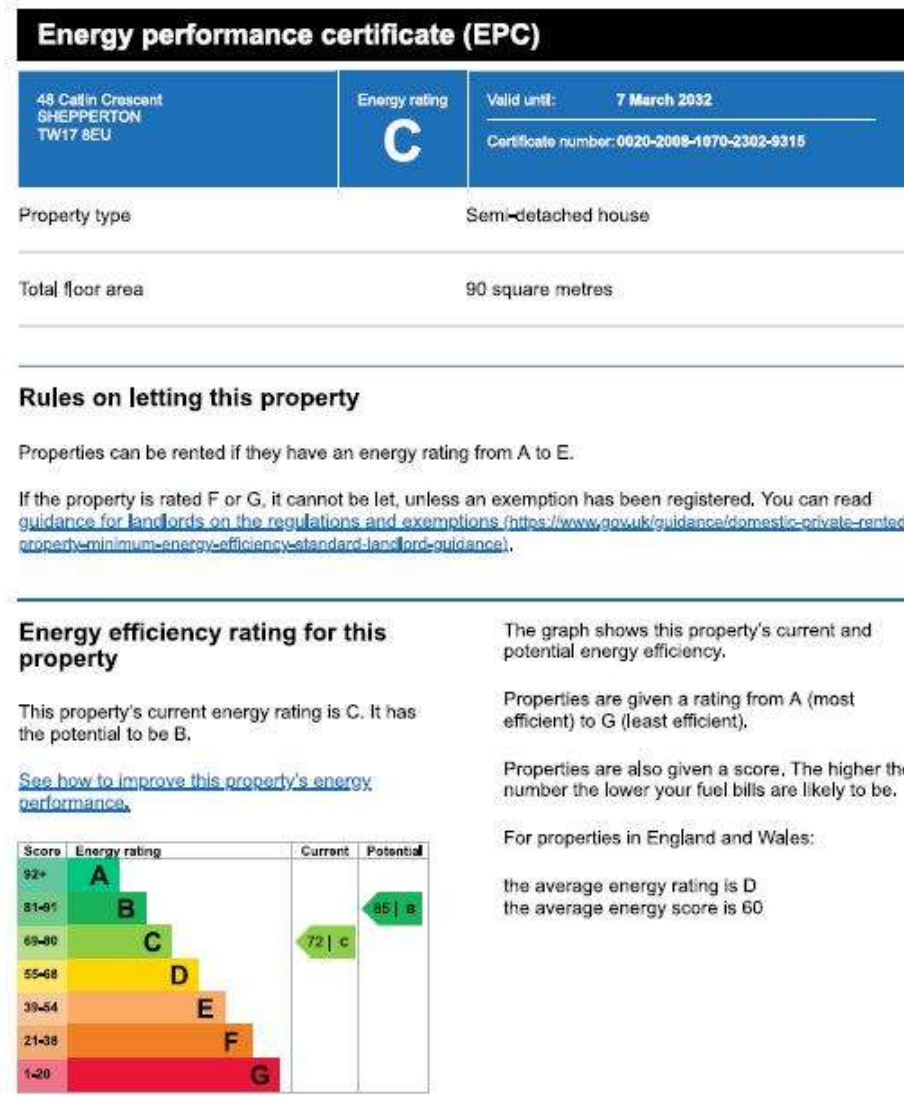 Energy performance certificate (EPC)
48 Catlin Crescent
SHEPPERTON
TW17 8EU
Energy rating
C
Valid until: 7 March 2032
Certificate number: 0020-2008-1070-2302-9315
Property type Semi-detached house
Total floor area 90 square metres
Rules on letting this property
Properties can be rented if they have an energy rating from A to E.
If the property is rated F or G, it cannot be let, unless an exemption has been registered. You can read
guidance for landlords on the regulations and exemptions (https://www.gov.uk/guidance/domestic-private-rented
property-minimum-energy-efficiency-standard-landlord-guidance).
Energy efficiency rating for this
property
This property's current energy rating is C. It has
the potential to be B.
See how to improve this property's energy
performance.
Score Energy rating Current Potential
92+ A
81-91 B 85 | B
69-80 C 72 | C
55-68 D
39-54 E
21-38 F
1-20 G
The graph shows this property's current and
potential energy efficiency.
Properties are given a rating from A (most
efficient) to G (least efficient).
Properties are also given a score. The higher the
number the lower your fuel bills are likely to be.
For properties in England and Wales:
the average energy rating is D
the average energy score is 60